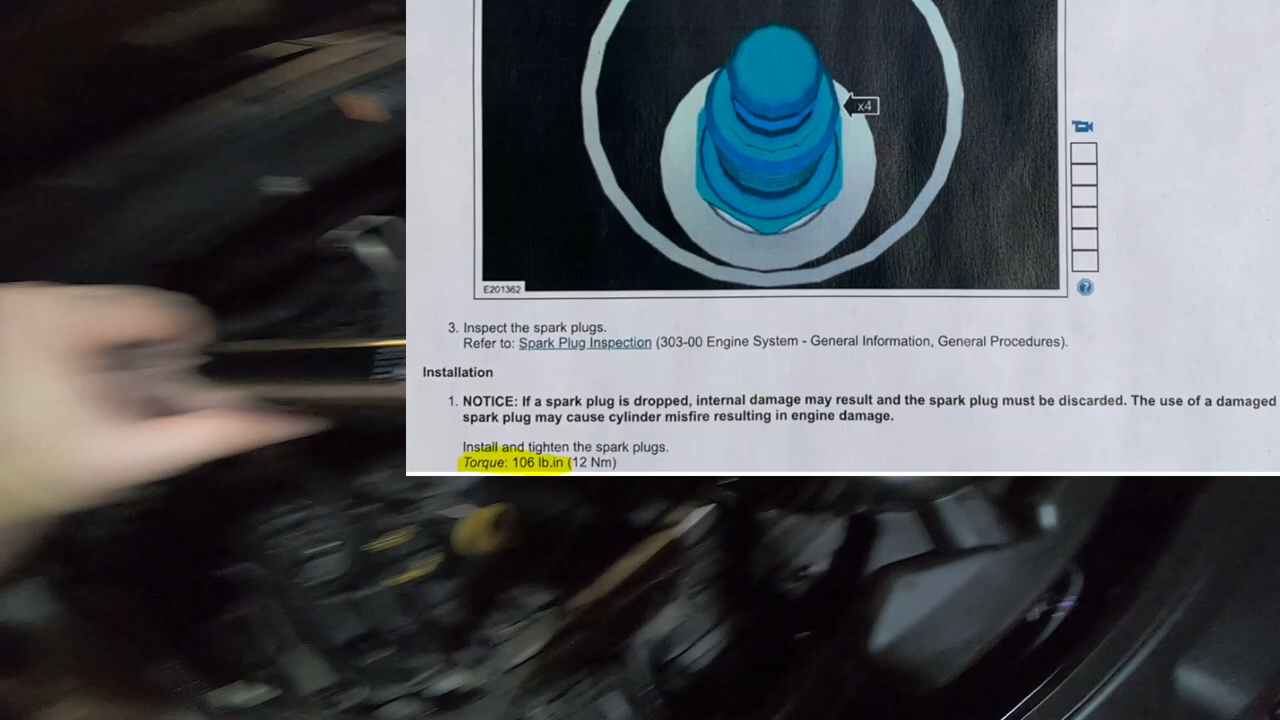 x4
E201362
3. Inspect the spark plugs.
Refer to: Spark Plug Inspection (303-00 Engine System - General Information, General Procedures).
Installation
1. NOTICE: If a spark plug is dropped, internal damage may result and the spark plug must be discarded. The use of a damaged
spark plug may cause cylinder misfire resulting in engine damage.
Install and tighten the spark plugs.
Torque: 106 lb.in (12 Nm)